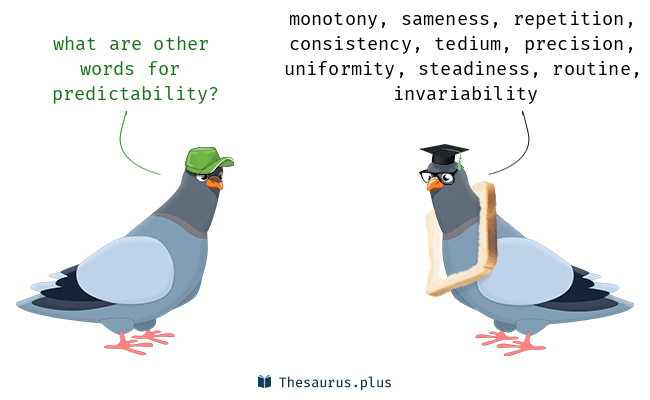 what are other
words for
predictability?
monotony, sameness, repetition,
consistency, tedium, precision,
uniformity, steadiness, routine,
invariability
Thesaurus.plus